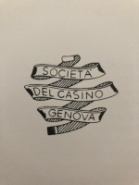 SOCIETÀ
DEL CASINO
GENOVA